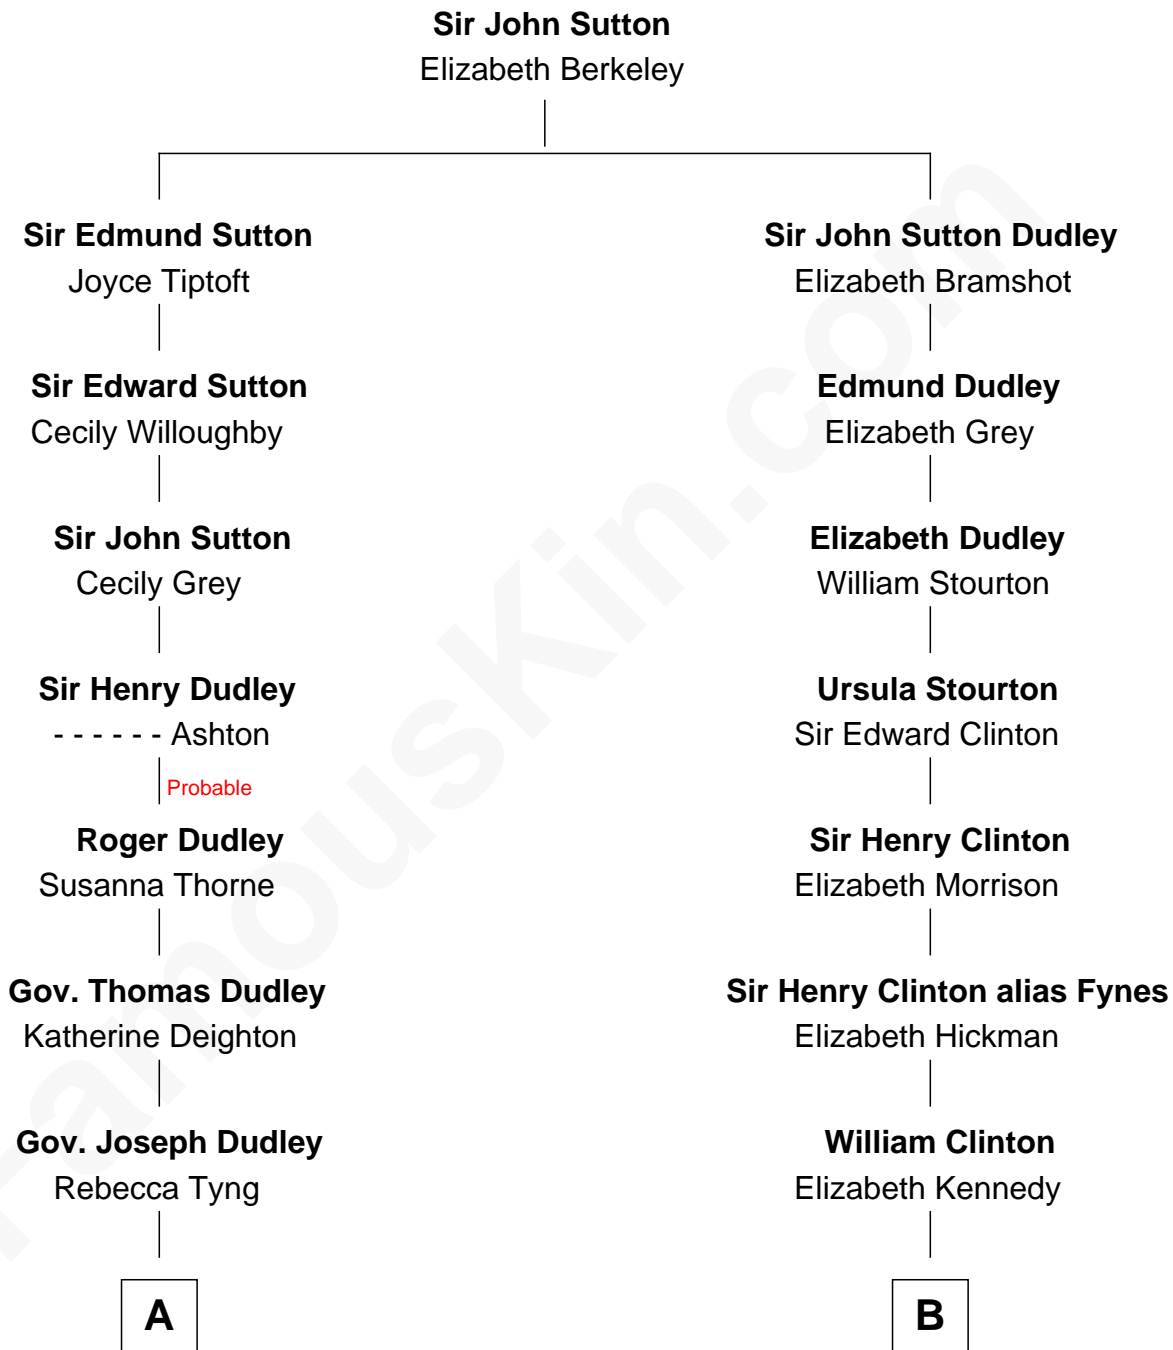 Sir John Sutton
Elizabeth Berkeley
Sir Edmund Sutton
Joyce Tiptoft
Sir John Sutton Dudley
Elizabeth Bramshot
Sir Edward Sutton
Cecily Willoughby
Edmund Dudley
Elizabeth Grey
Sir John Sutton
Cecily Grey
Elizabeth Dudley
William Stourton
Sir Henry Dudley
- - - - - - Ashton
Probable
Ursula Stourton
Sir Edward Clinton
Roger Dudley
Susanna Thorne
Sir Henry Clinton
Elizabeth Morrison
Gov. Thomas Dudley
Katherine Deighton
Sir Henry Clinton alias Fynes
Elizabeth Hickman
Gov. Joseph Dudley
Rebecca Tyng
William Clinton
Elizabeth Kennedy
A
B
FamousKin.com